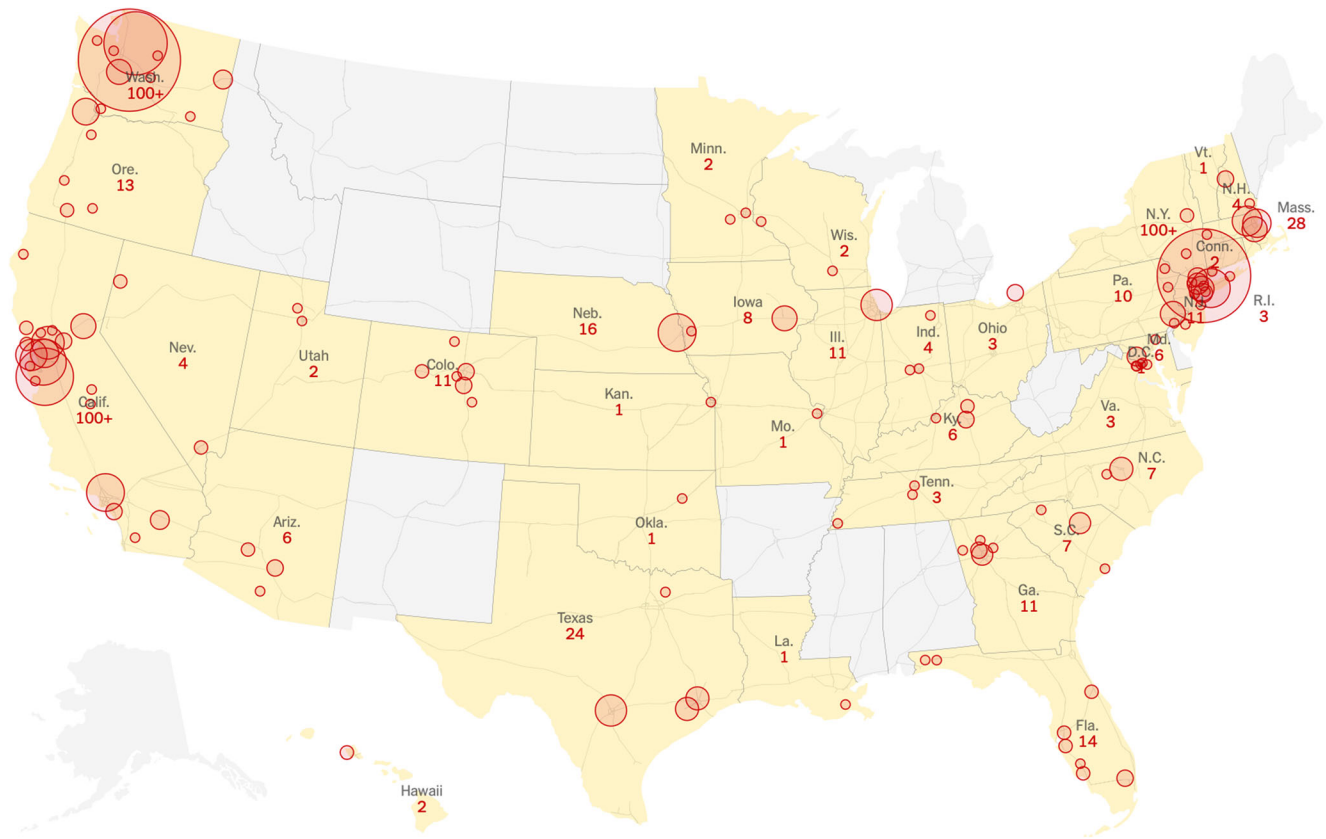 Wash.
100+
Ore.
13
Minn.
2
Vt.
1
N.H.
4
Mass.
28
N.Y.
100+
Wis.
2
Conn.
2
Pa.
10
R.I.
3
Iowa
8
Neb.
16
N.J.
11
Ill.
11
Ind.
4
Ohio
3
Md.
6
D.C.
1
Nev.
4
Utah
2
Colo.
11
Calif.
100+
Kan.
1
Mo.
1
Ky.
6
Va.
3
N.C.
7
Tenn.
3
Ariz.
6
Okla.
1
S.C.
7
Ga.
11
Texas
24
La.
1
Fla.
14
Hawaii
2